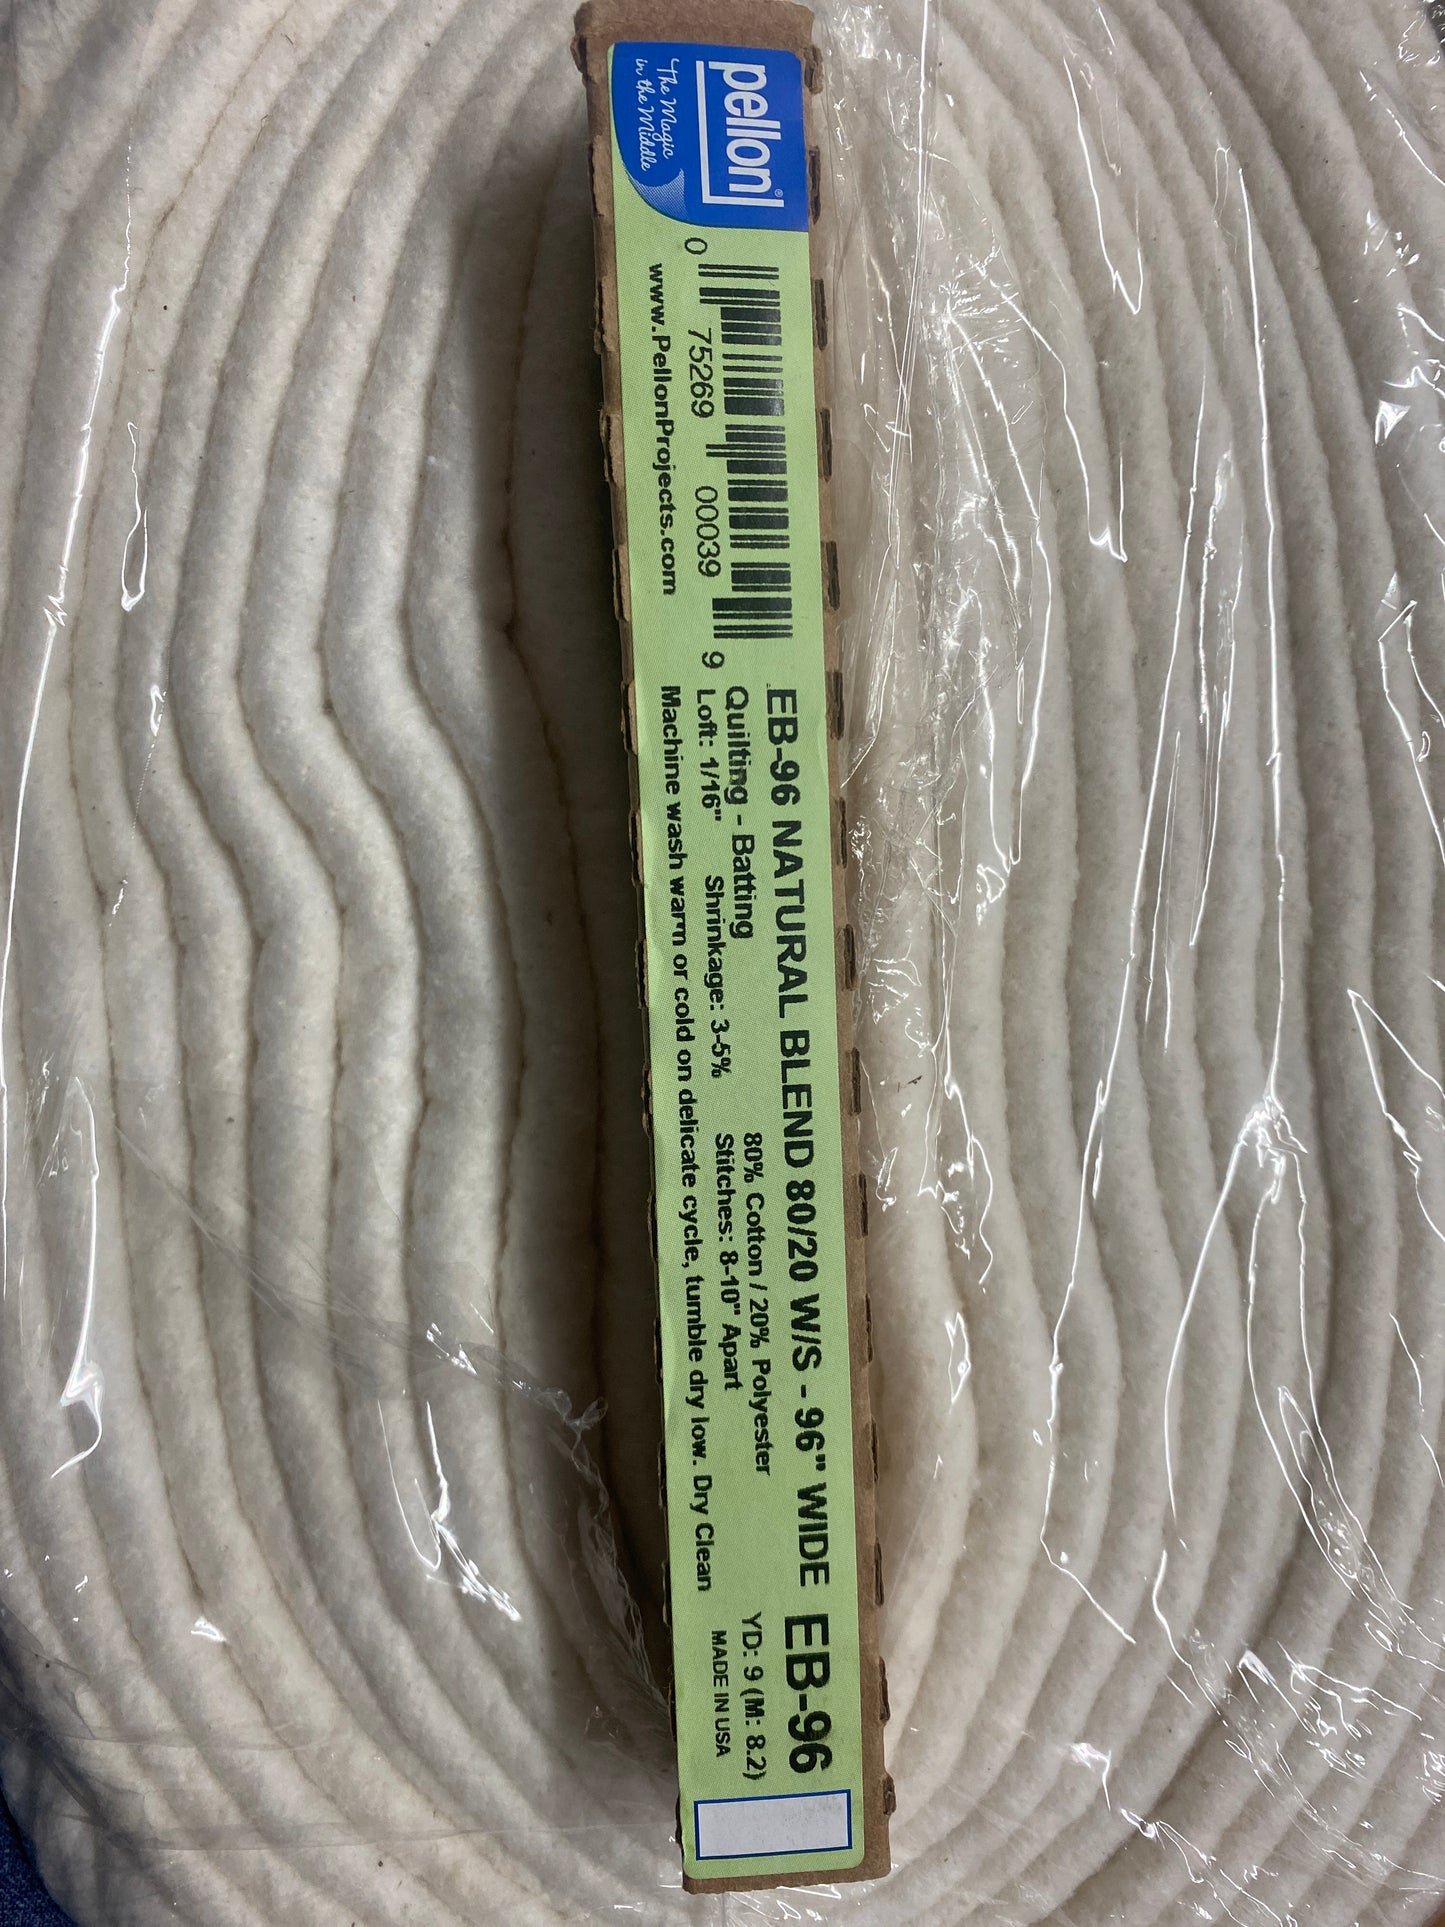 pellon®
The Magic
in the Middle
0 75269 00039 9
www.PellonProjects.com
EB-96 NATURAL BLEND 80/20 W/S - 96" WIDE
Quilting - Batting 80% Cotton / 20% Polyester
Loft: 1/16" Shrinkage: 3-5% Stitches: 8-10" Apart
Machine wash warm or cold on delicate cycle, tumble dry low. Dry Clean
EB-96
YD: 9 (M: 8.2)
MADE IN USA